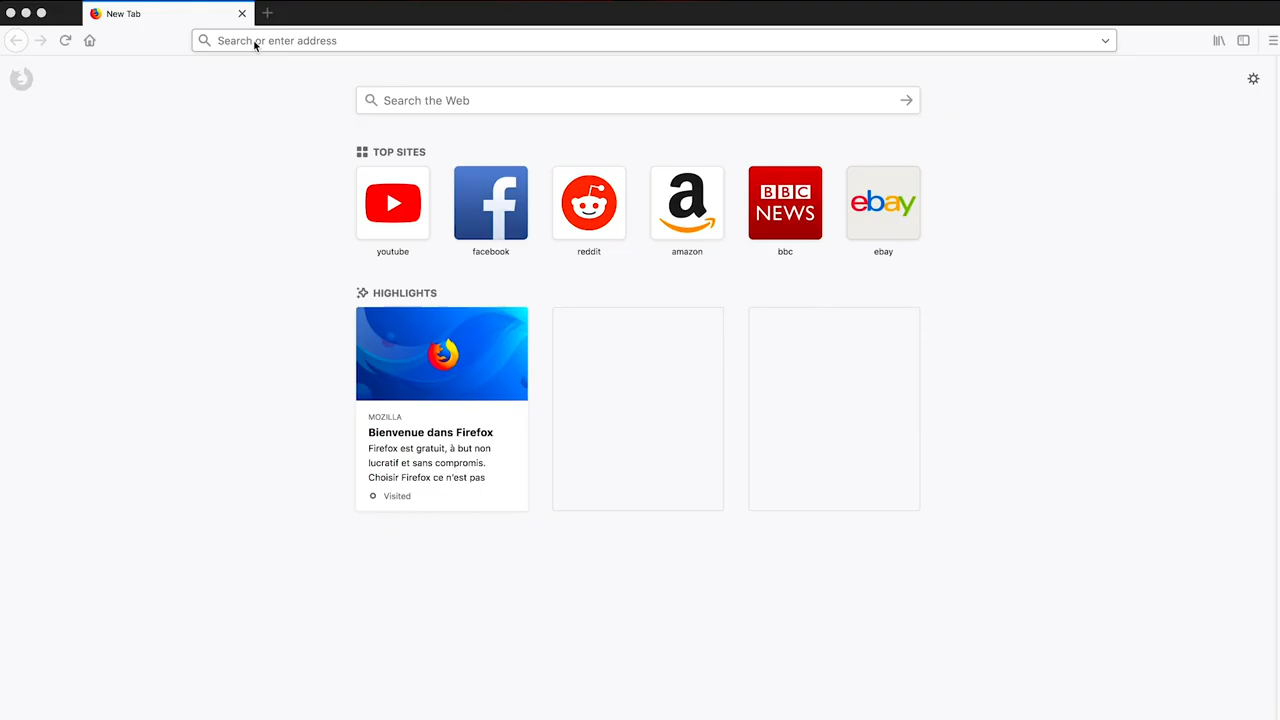 New Tab
Search or enter address
Search the Web
TOP SITES
f
a
BBC
NEWS
ebay
youtube
facebook
reddit
amazon
bbc
ebay
HIGHLIGHTS
MOZILLA
Bienvenue dans Firefox
Firefox est gratuit, à but non
lucratif et sans compromis.
Choisir Firefox ce n'est pas
Visited